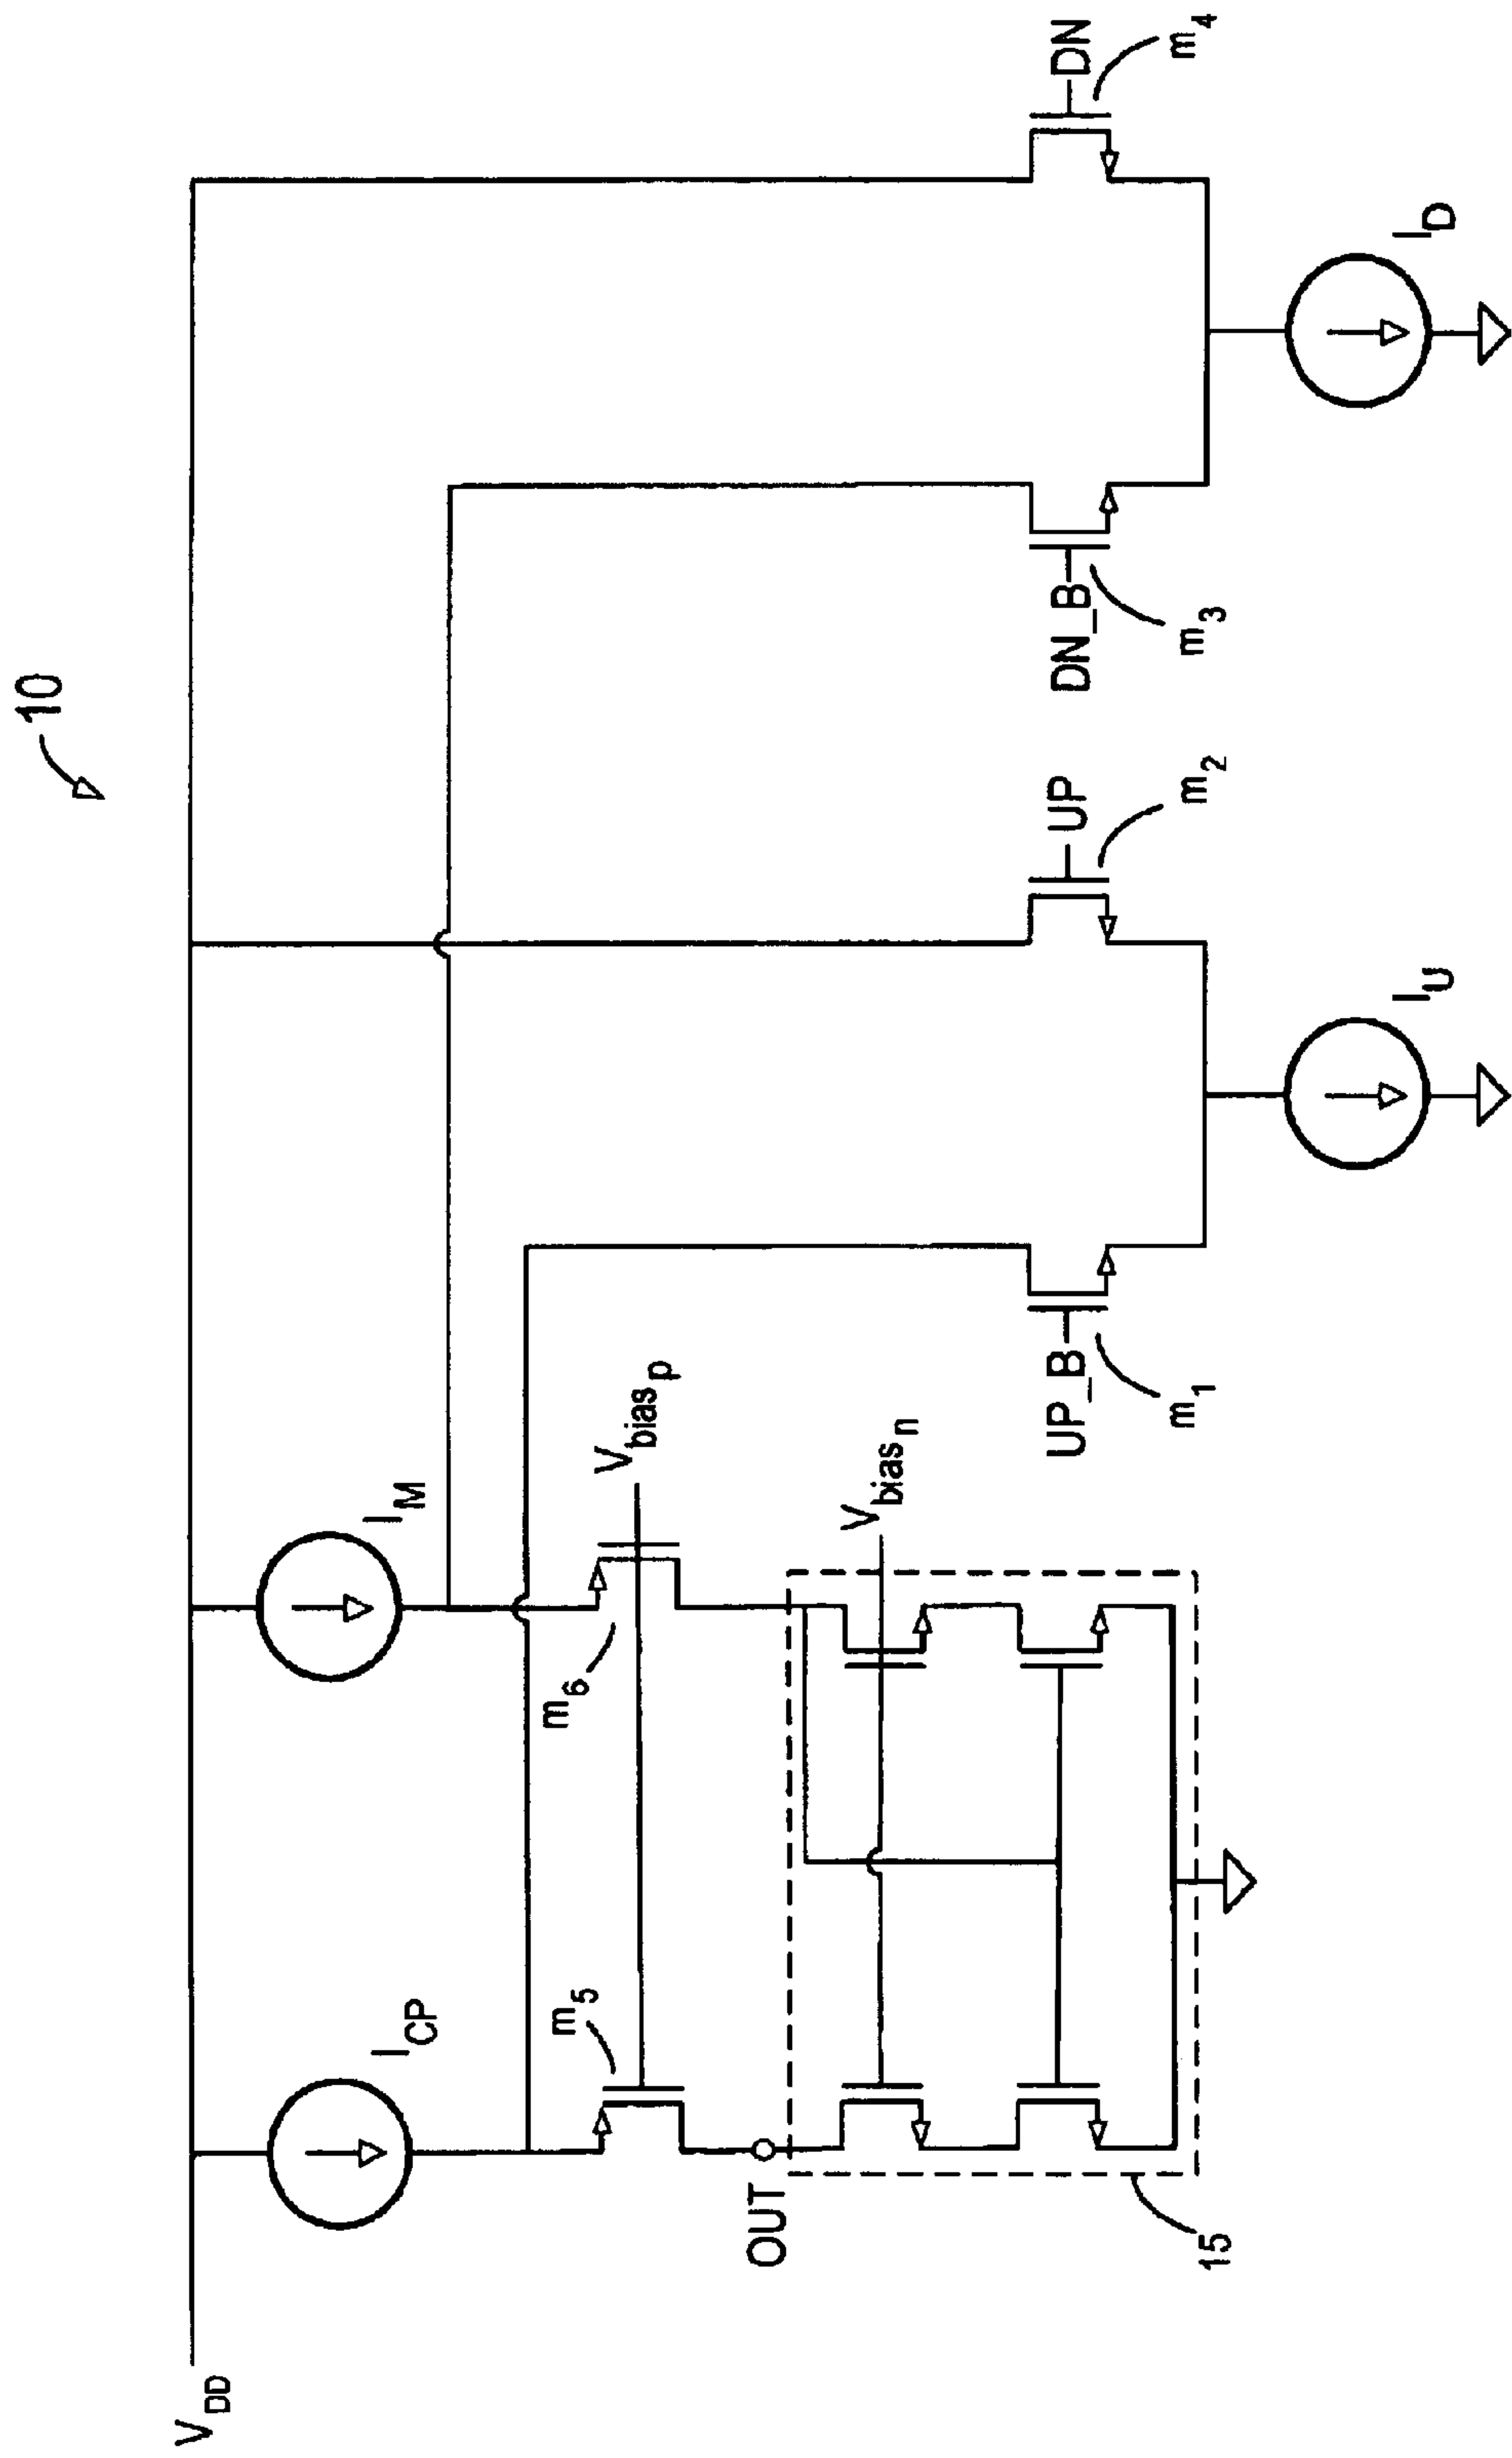 10
V_DD
I_CP
I_M
m_5
m_6
V_bias_p
OUT
V_bias_n
15
UP_B
m_1
UP
m_2
I_U
DN_B
m_3
DN
m_4
I_D